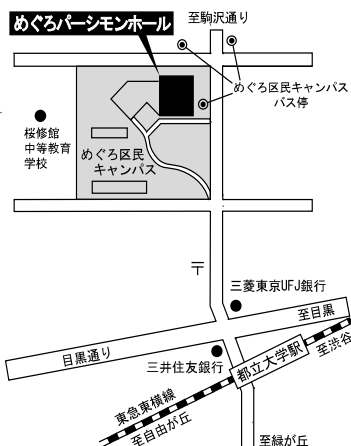 めぐろパーシモンホール
至駒沢通り
めぐろ区民キャンパス
バス停
桜修館
中等教育
学校
めぐろ区民
キャンパス
〒
三菱東京UFJ銀行
至目黒
目黒通り
三井住友銀行
都立大学駅
至渋谷
東急東横線
至自由が丘
至緑が丘